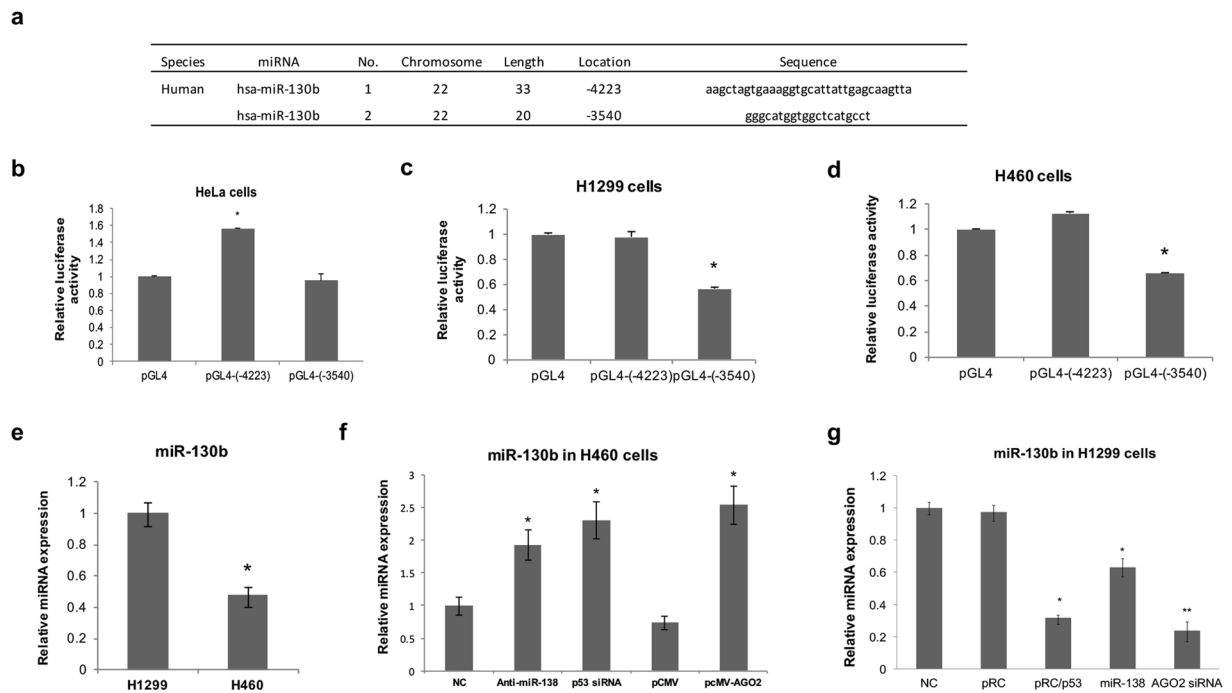 a
Species miRNA No. Chromosome Length Location Sequence
Human hsa-miR-130b 1 22 33 -4223 aagctagtgaaaggtgcattattgagcaagtta
hsa-miR-130b 2 22 20 -3540 gggcatggtggctcatgcct
b
HeLa cells
Relative luciferase activity
1.8
1.6
1.4
1.2
1
0.8
0.6
0.4
0.2
0
*
pGL4 pGL4-(-4223) pGL4-(-3540)
c
H1299 cells
Relative luciferase activity
1.2
1
0.8
0.6
0.4
0.2
0
*
pGL4 pGL4-(-4223) pGL4-(-3540)
d
H460 cells
Relative luciferase activity
1.2
1
0.8
0.6
0.4
0.2
0
*
pGL4 pGL4-(-4223) pGL4-(-3540)
e
miR-130b
Relative miRNA expression
1.2
1
0.8
0.6
0.4
0.2
0
*
H1299 H460
f
miR-130b in H460 cells
Relative miRNA expression
3
2.5
2
1.5
1
0.5
0
* * *
NC Anti-miR-138 p53 siRNA pCMV pcMV-AGO2
g
miR-130b in H1299 cells
Relative miRNA expression
1.2
1
0.8
0.6
0.4
0.2
0
* * **
NC pRC pRC/p53 miR-138 AGO2 siRNA